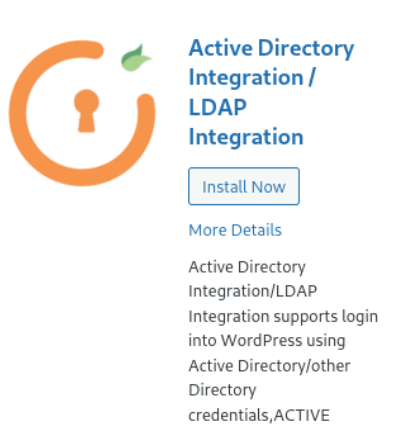 Active Directory
Integration /
LDAP
Integration
Install Now
More Details
Active Directory
Integration/LDAP
Integration supports login
into WordPress using
Active Directory/other
Directory
credentials,ACTIVE